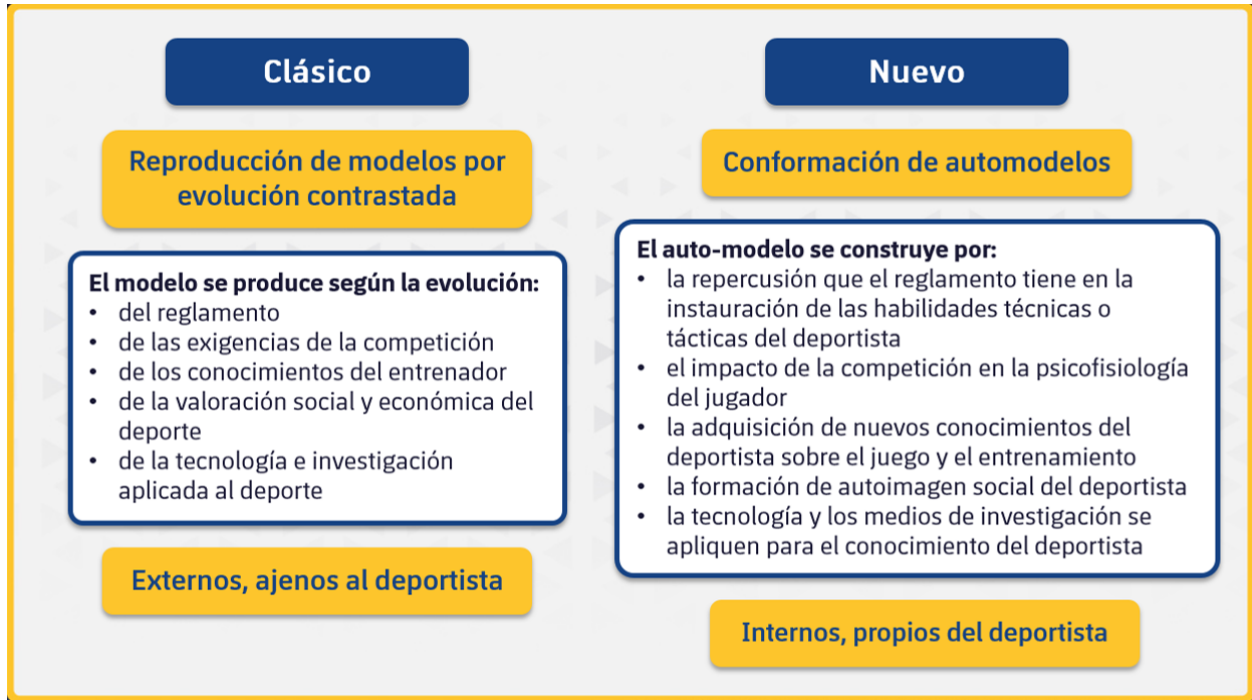 Clásico
Reproducción de modelos por
evolución contrastada
El modelo se produce según la evolución:
• del reglamento
• de las exigencias de la competición
• de los conocimientos del entrenador
• de la valoración social y económica del
deporte
• de la tecnología e investigación
aplicada al deporte
Externos, ajenos al deportista
Nuevo
Conformación de automodelos
El auto-modelo se construye por:
• la repercusión que el reglamento tiene en la
instauración de las habilidades técnicas o
tácticas del deportista
• el impacto de la competición en la psicofisiología
del jugador
• la adquisición de nuevos conocimientos del
deportista sobre el juego y el entrenamiento
• la formación de autoimagen social del deportista
• la tecnología y los medios de investigación se
apliquen para el conocimiento del deportista
Internos, propios del deportista